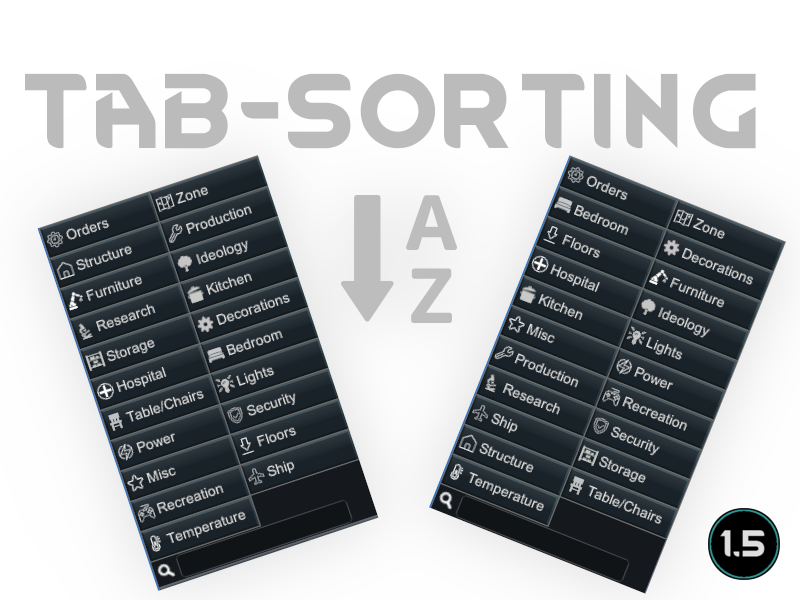 TAB-SORTING
A
Z
Orders
Zone
Structure
Production
Furniture
Ideology
Research
Kitchen
Storage
Decorations
Hospital
Bedroom
Table/Chairs
Lights
Power
Security
Misc
Floors
Recreation
Ship
Temperature
Orders
Zone
Bedroom
Decorations
Floors
Furniture
Hospital
Ideology
Kitchen
Lights
Misc
Power
Production
Recreation
Research
Security
Ship
Storage
Structure
Table/Chairs
Temperature
1.5